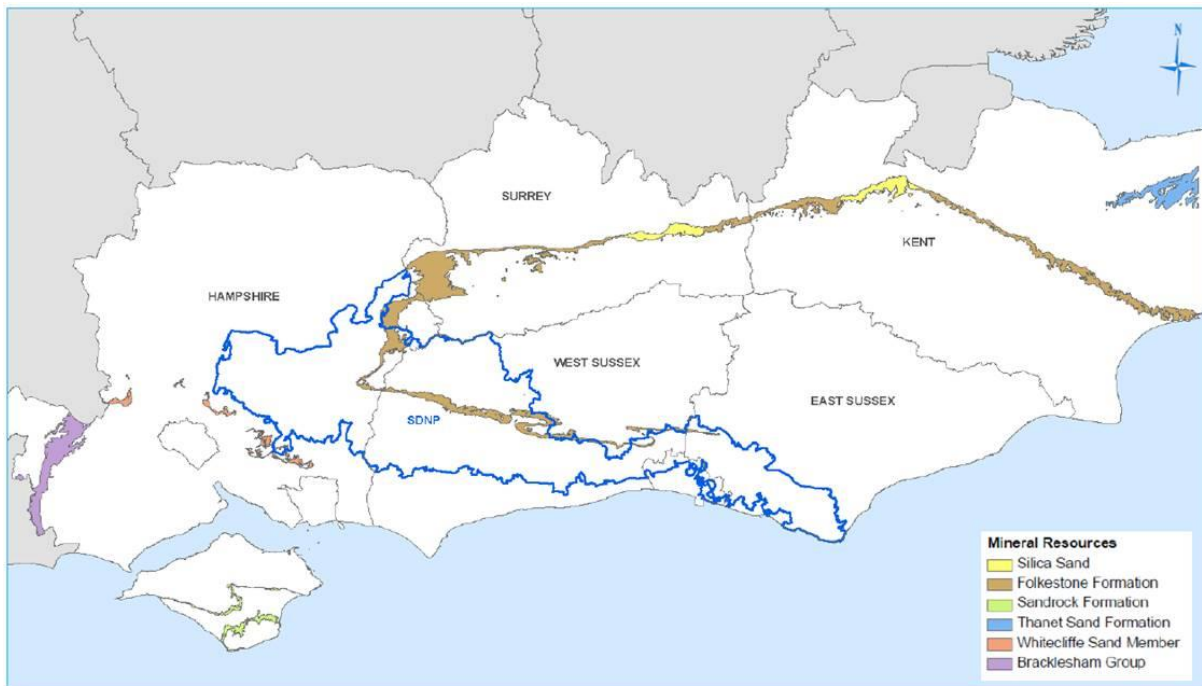 N
SURREY
KENT
HAMPSHIRE
WEST SUSSEX
EAST SUSSEX
SDNP
Mineral Resources
Silica Sand
Folkestone Formation
Sandrock Formation
Thanet Sand Formation
Whitecliffe Sand Member
Bracklesham Group